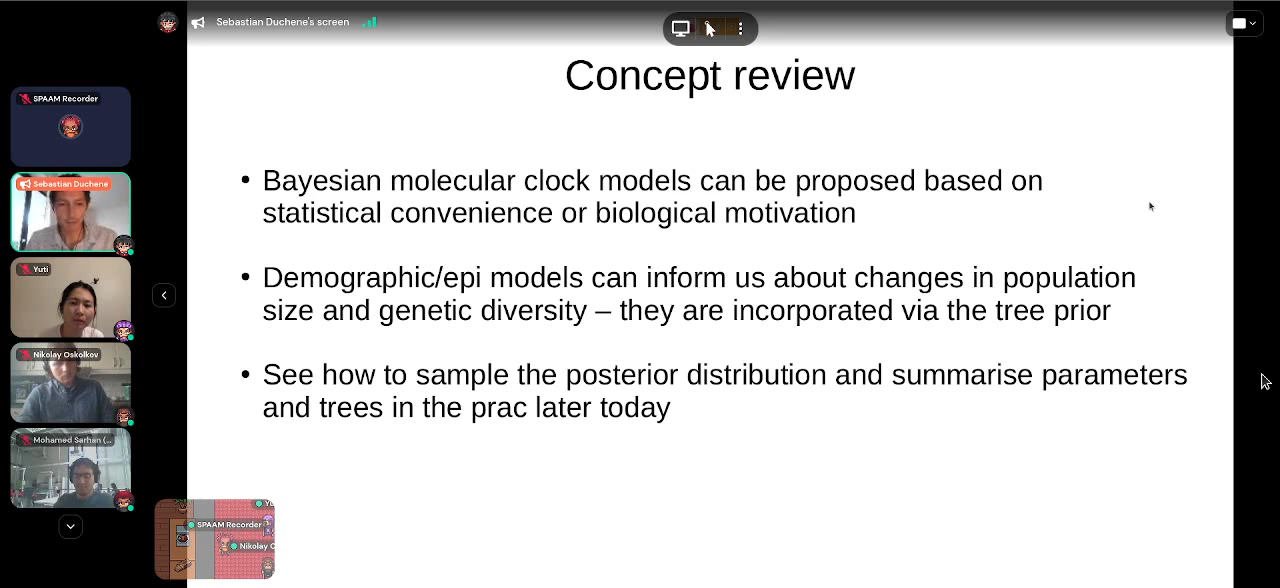 Sebastian Duchene's screen
Concept review
SPAAM Recorder
Sebastian Duchene
Yuti
Nikolay Oskolkov
Mohamed Sarhan (...
• Bayesian molecular clock models can be proposed based on
statistical convenience or biological motivation
• Demographic/epi models can inform us about changes in population
size and genetic diversity – they are incorporated via the tree prior
• See how to sample the posterior distribution and summarise parameters
and trees in the prac later today
SPAAM Recorder
Nikolay O